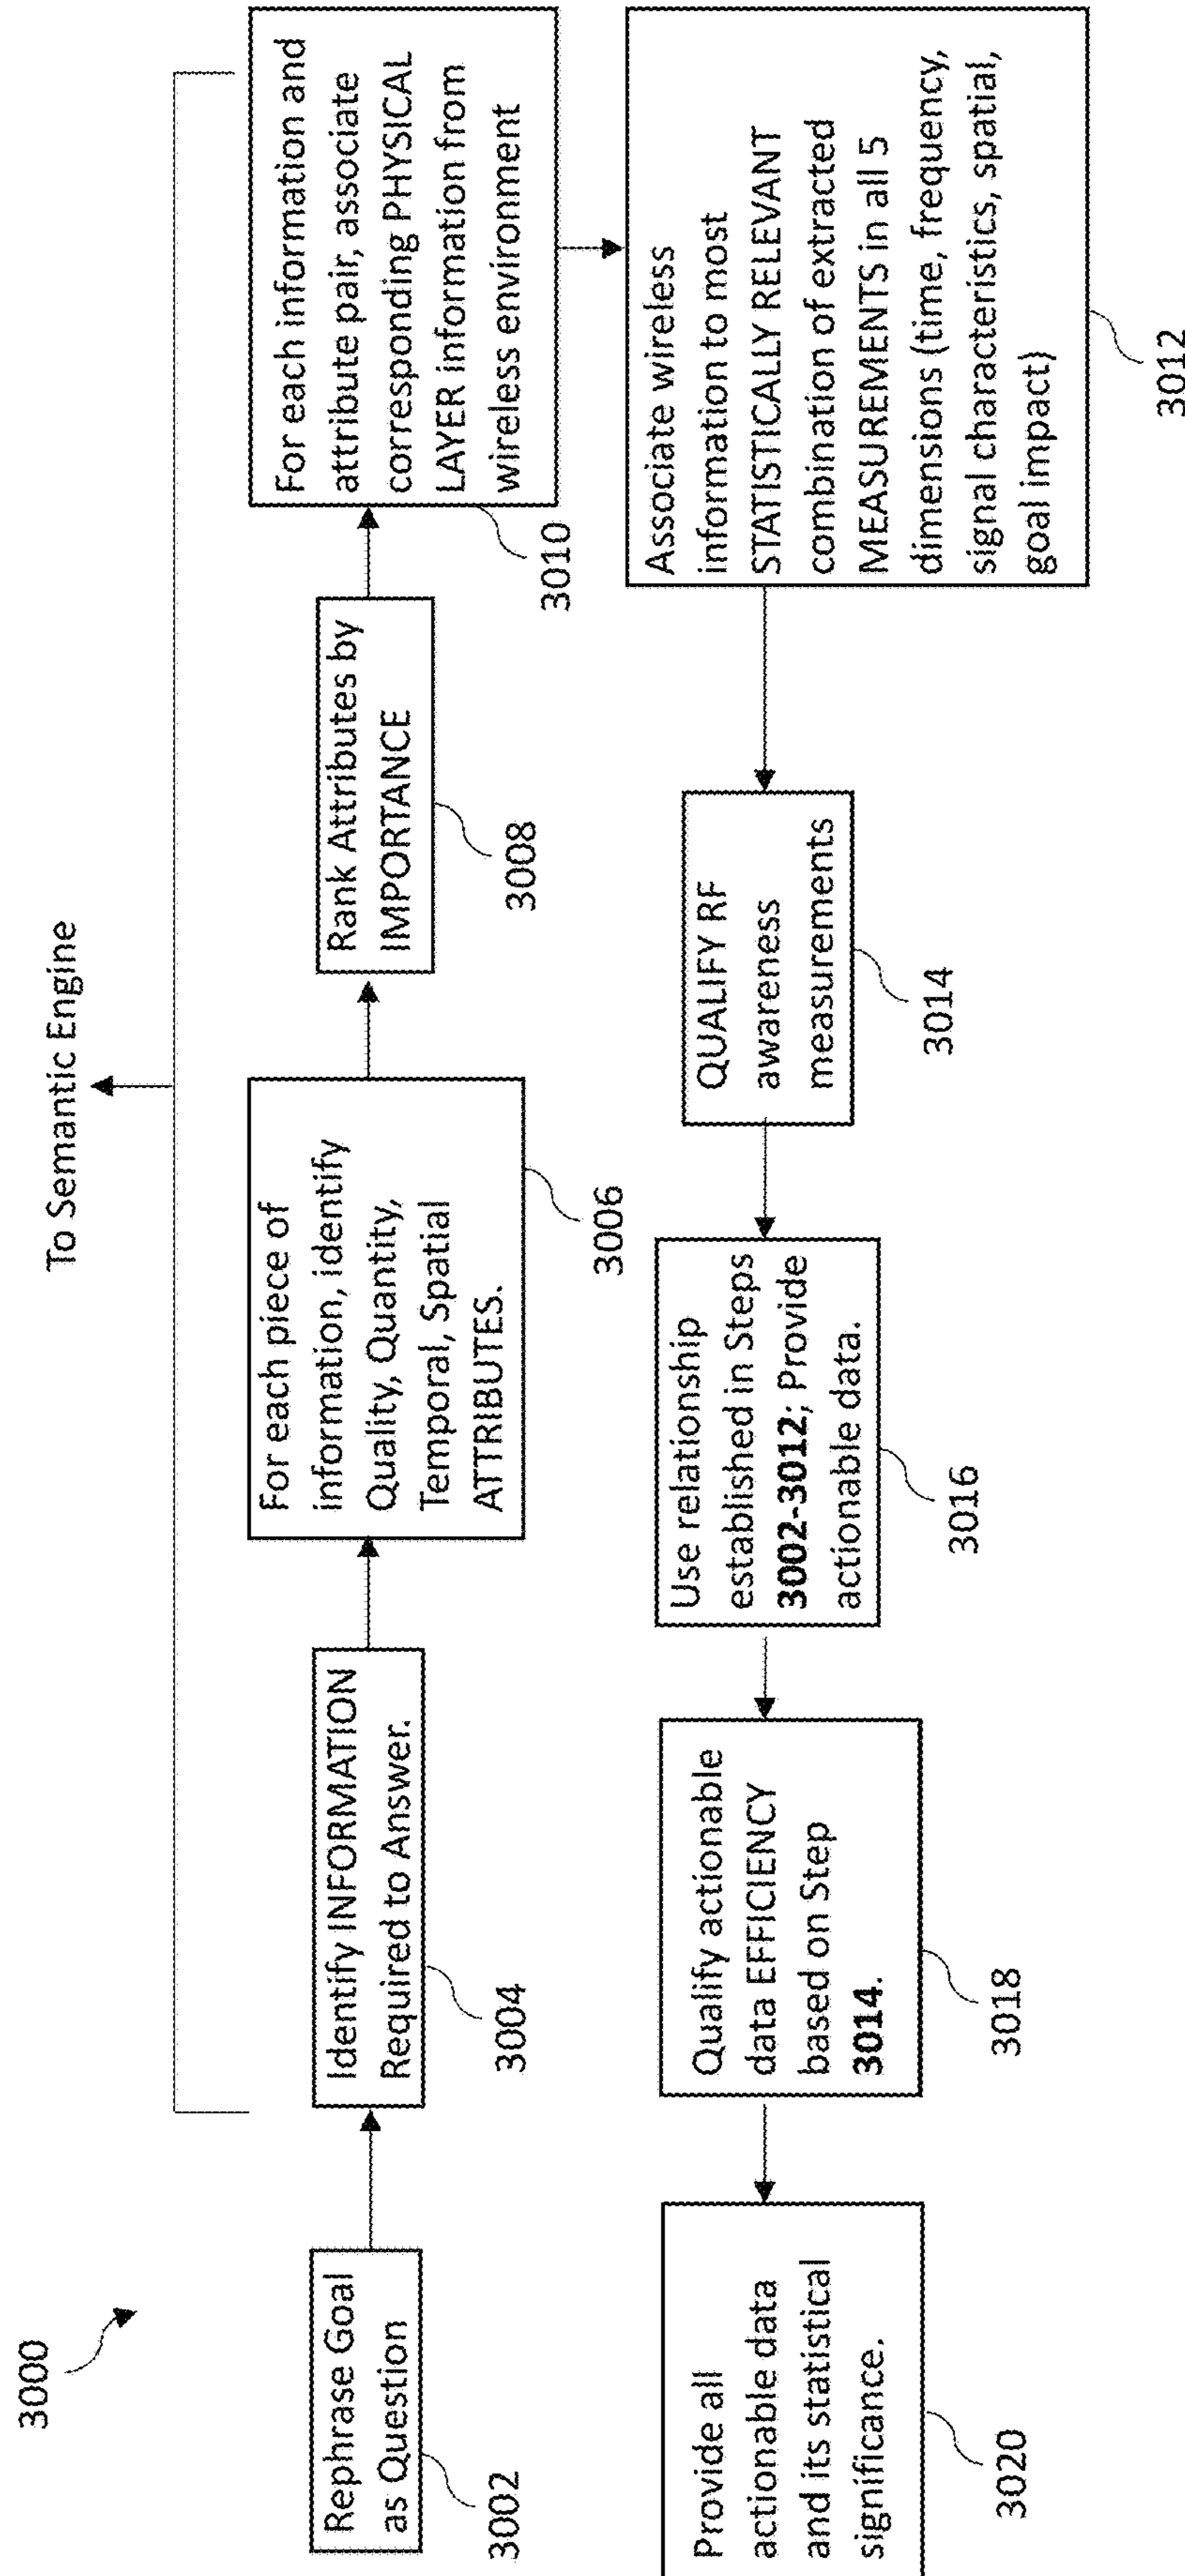 3000
To Semantic Engine
Rephrase Goal
as Question
3002
Identify INFORMATION
Required to Answer.
3004
For each piece of
information, identify
Quality, Quantity,
Temporal, Spatial
ATTRIBUTES.
3006
Rank Attributes by
IMPORTANCE
3008
For each information and
attribute pair, associate
corresponding PHYSICAL
LAYER information from
wireless environment
3010
Associate wireless
information to most
STATISTICALLY RELEVANT
combination of extracted
MEASUREMENTS in all 5
dimensions (time, frequency,
signal characteristics, spatial,
goal impact)
3012
QUALIFY RF
awareness
measurements
3014
Use relationship
established in Steps
3002-3012; Provide
actionable data.
3016
Qualify actionable
data EFFICIENCY
based on Step
3014.
3018
Provide all
actionable data
and its statistical
significance.
3020